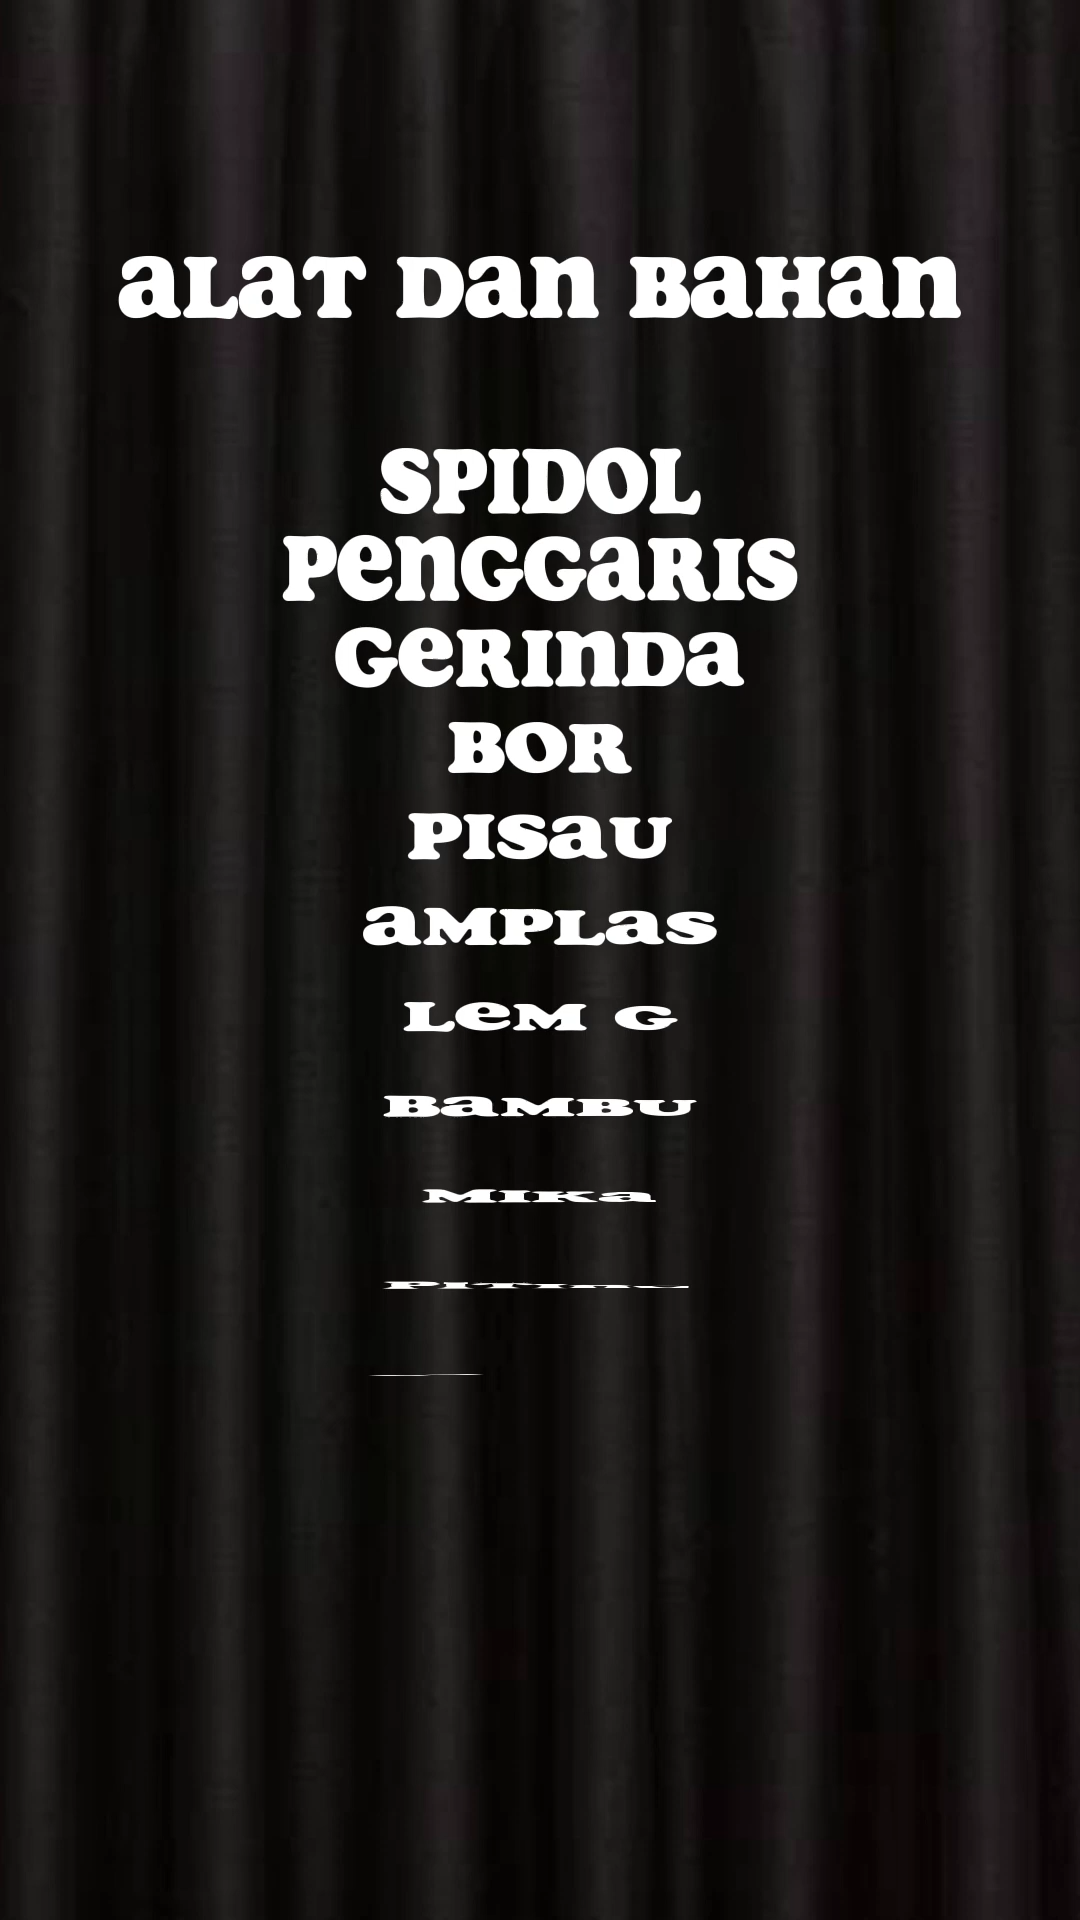 aLaT Dan BaHan
SPIDOL
PenGGaRIS
GeRInDa
BOR
PISaU
aMPLaS
LeM G
BaMBU
MIKa